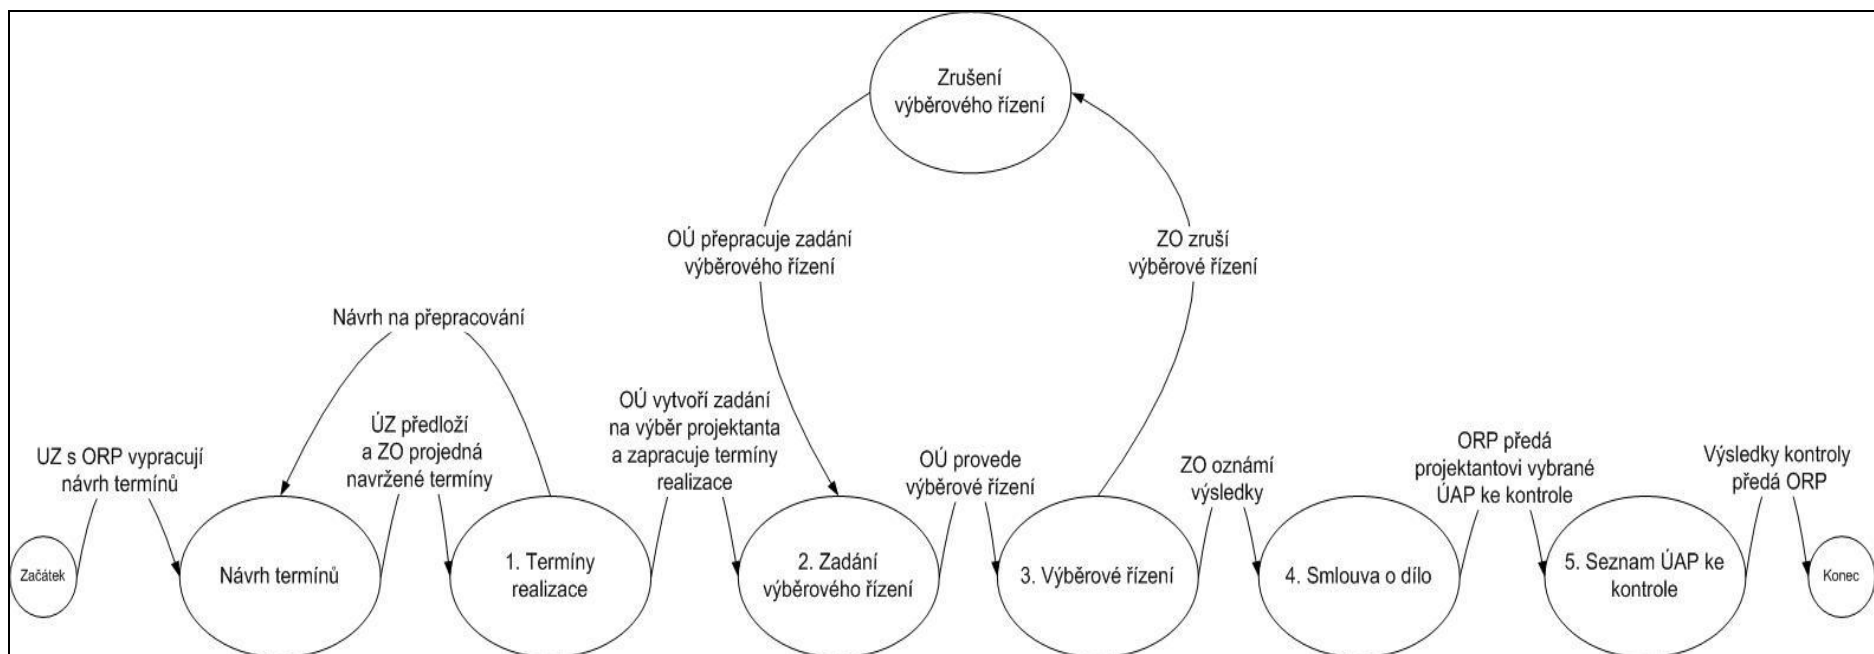 Zrušení
výběrového řízení
OÚ přepracuje zadání
výběrového řízení
ZO zruší
výběrové řízení
Návrh na přepracování
UZ s ORP vypracují
návrh termínů
ÚZ předloží
a ZO projedná
navržené termíny
OÚ vytvoří zadání
na výběr projektanta
a zapracuje termíny
realizace
OÚ provede
výběrové řízení
ZO oznámí
výsledky
ORP předá
projektantovi vybrané
ÚAP ke kontrole
Výsledky kontroly
předá ORP
Začátek
Návrh termínů
1. Termíny
realizace
2. Zadání
výběrového řízení
3. Výběrové řízení
4. Smlouva o dílo
5. Seznam ÚAP ke
kontrole
Konec